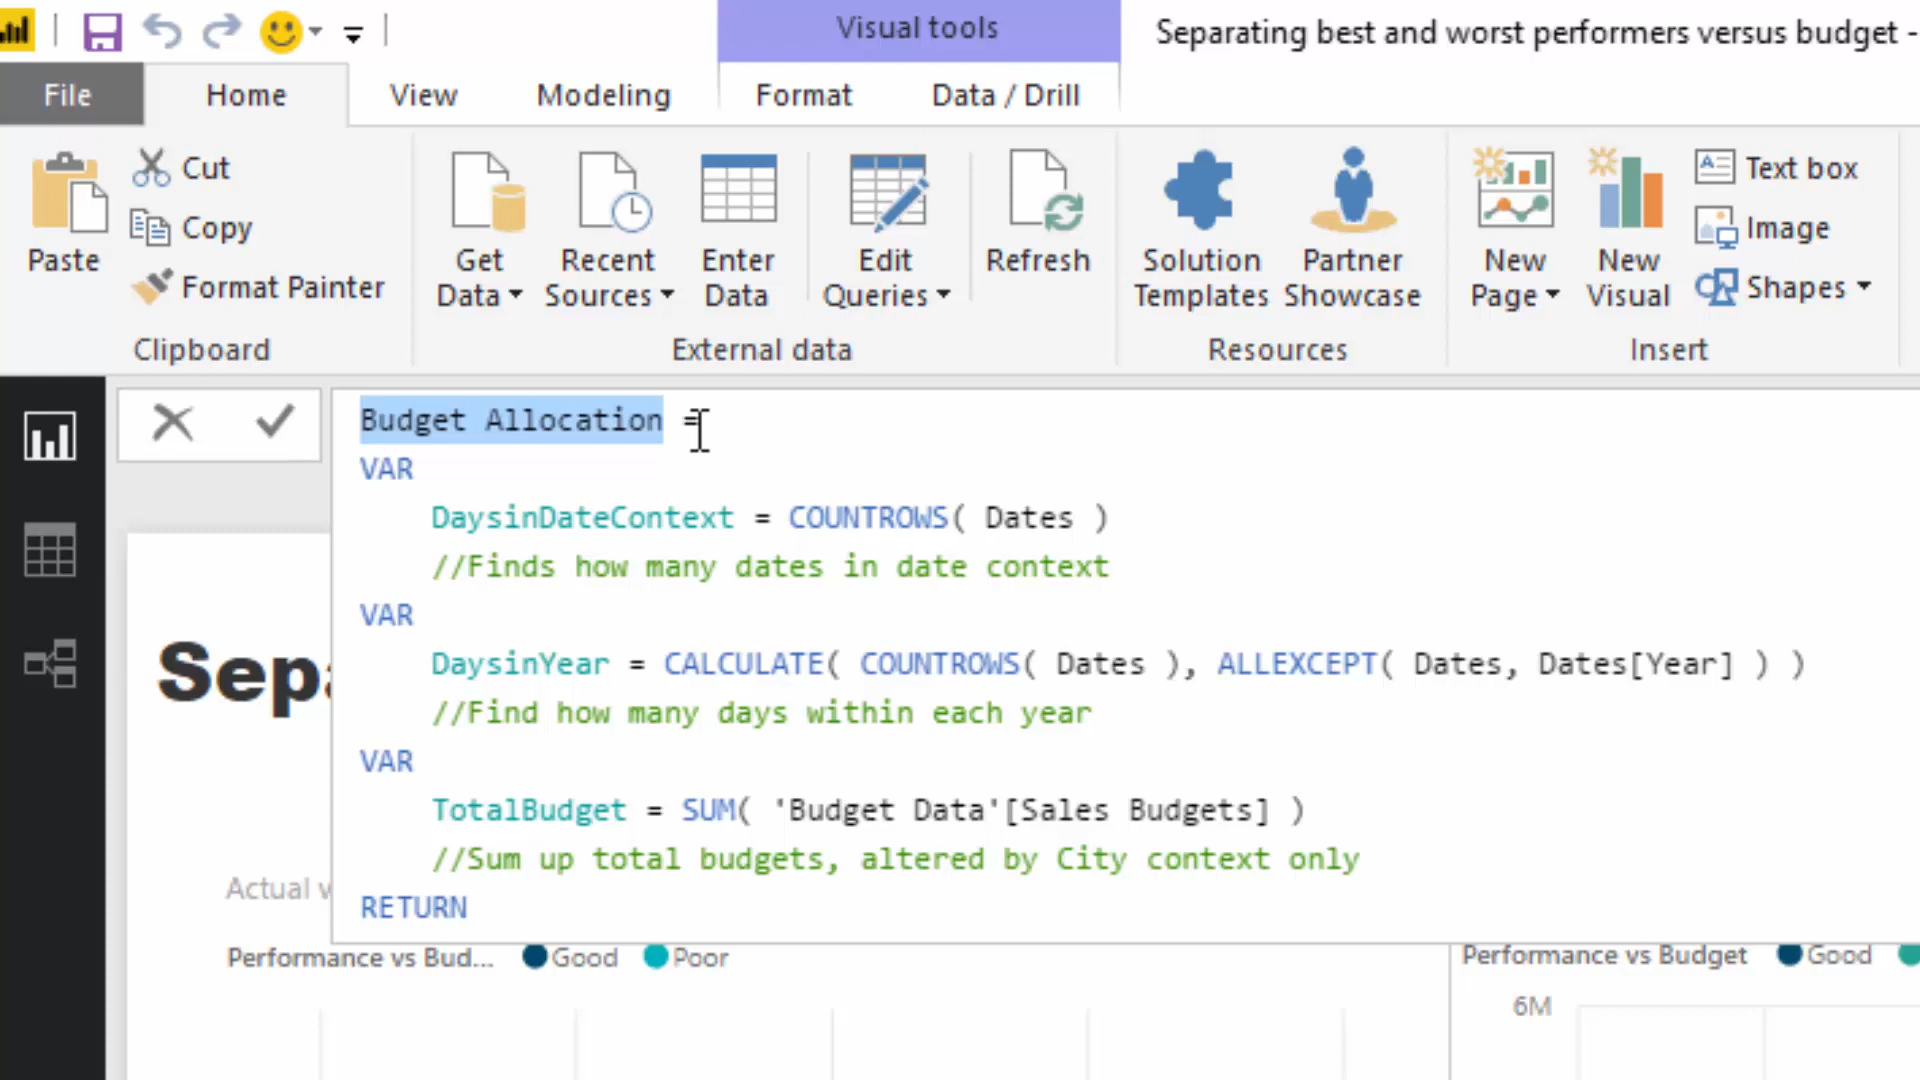 Visual tools
Separating best and worst performers versus budget -
File
Home
View
Modeling
Format
Data / Drill
Paste
Cut
Copy
Format Painter
Clipboard
Get Data
Recent Sources
Enter Data
Edit Queries
Refresh
External data
Solution Templates
Partner Showcase
Resources
New Page
New Visual
Text box
Image
Shapes
Insert
Budget Allocation =
VAR
DaysinDateContext = COUNTROWS( Dates )
//Finds how many dates in date context
VAR
DaysinYear = CALCULATE( COUNTROWS( Dates ), ALLEXCEPT( Dates, Dates[Year] ) )
//Find how many days within each year
VAR
TotalBudget = SUM( 'Budget Data'[Sales Budgets] )
//Sum up total budgets, altered by City context only
RETURN
Sepa
Actual v
Performance vs Bud...
Good
Poor
Performance vs Budget
Good
6M